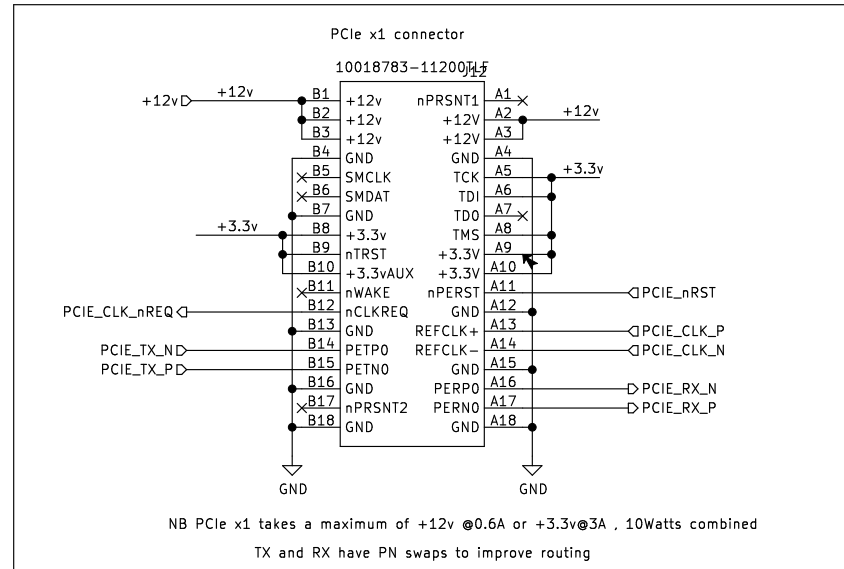 PCIe x1 connector
10018783-11200TLF
J12
+12v
+12v
B1 +12v nPRSNT1 A1
B2 +12v +12V A2 +12v
B3 +12v +12V A3
B4 GND GND A4
B5 SMCLK TCK A5 +3.3v
B6 SMDAT TDI A6
B7 GND TDO A7
+3.3v B8 +3.3v TMS A8
B9 nTRST +3.3V A9
B10 +3.3vAUX +3.3V A10
B11 nWAKE nPERST A11 PCIE_nRST
PCIE_CLK_nREQ B12 nCLKREQ GND A12
B13 GND REFCLK+ A13 PCIE_CLK_P
PCIE_TX_N B14 PETP0 REFCLK- A14 PCIE_CLK_N
PCIE_TX_P B15 PETN0 GND A15
B16 GND PERP0 A16 PCIE_RX_N
B17 nPRSNT2 PERN0 A17 PCIE_RX_P
B18 GND GND A18
GND GND
NB PCIe x1 takes a maximum of +12v @0.6A or +3.3v@3A , 10Watts combined
TX and RX have PN swaps to improve routing